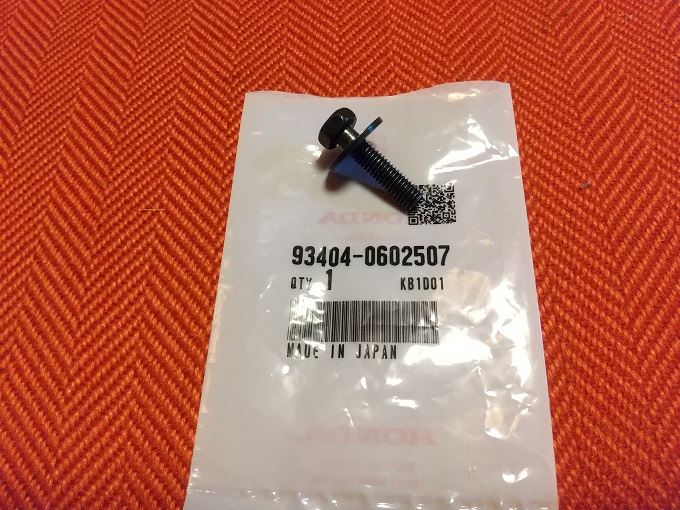 HONDA
93404-0602507
QTY 1 KB1D01
MADE IN JAPAN
HONDA